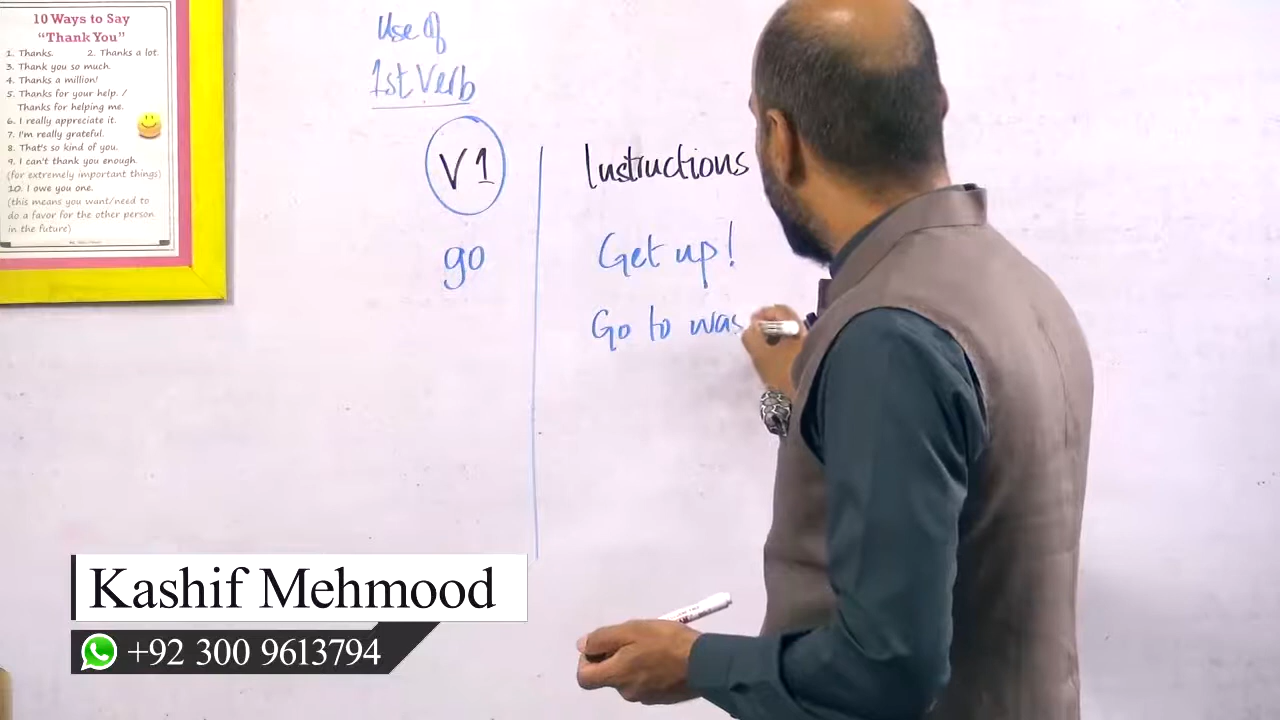 10 Ways to Say
"Thank You"
1. Thanks. 2. Thanks a lot.
3. Thank you so much.
4. Thanks a million!
5. Thanks for your help. /
Thanks for helping me.
6. I really appreciate it.
7. I'm really grateful.
8. That's so kind of you.
9. I can't thank you enough.
(for extremely important things)
10. I owe you one.
(this means you want/need to
do a favor for the other person
in the future)
Use Of
1st Verb
V1
Instructions
go
Get up!
Go to was
Kashif Mehmood
+92 300 9613794